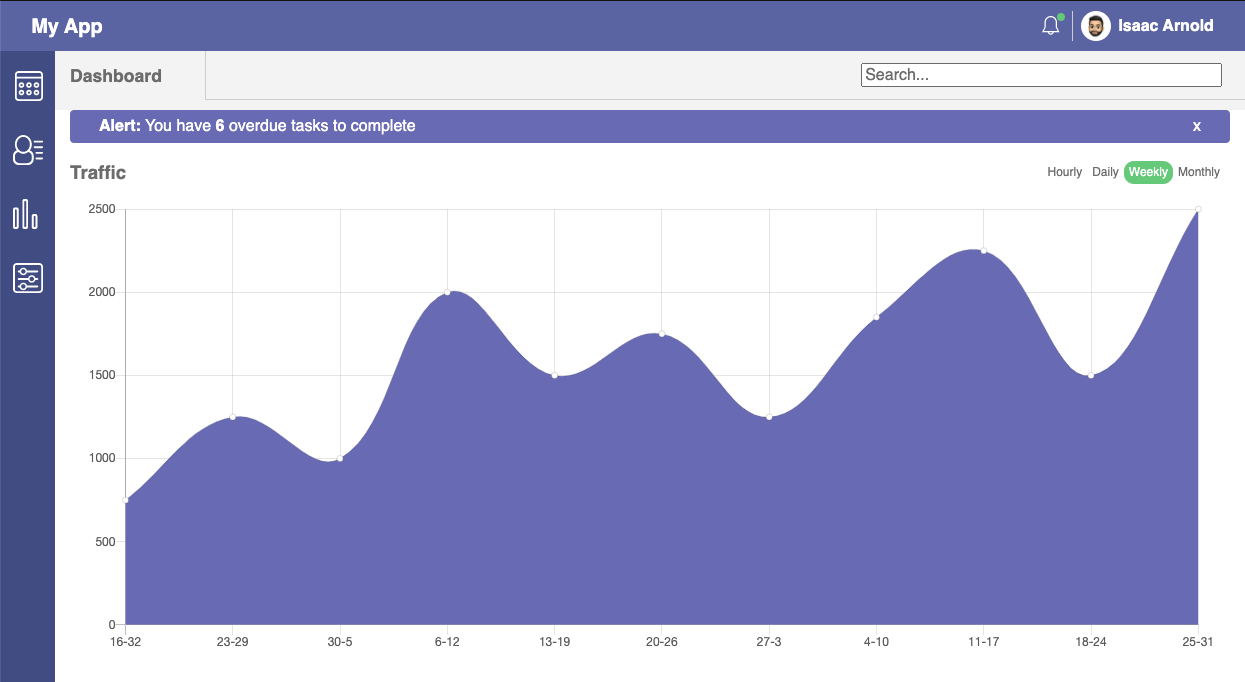 My App
Isaac Arnold
Dashboard
Search...
Alert: You have 6 overdue tasks to complete
x
Traffic
Hourly Daily Weekly Monthly
2500
2000
1500
1000
500
0
16-32 23-29 30-5 6-12 13-19 20-26 27-3 4-10 11-17 18-24 25-31